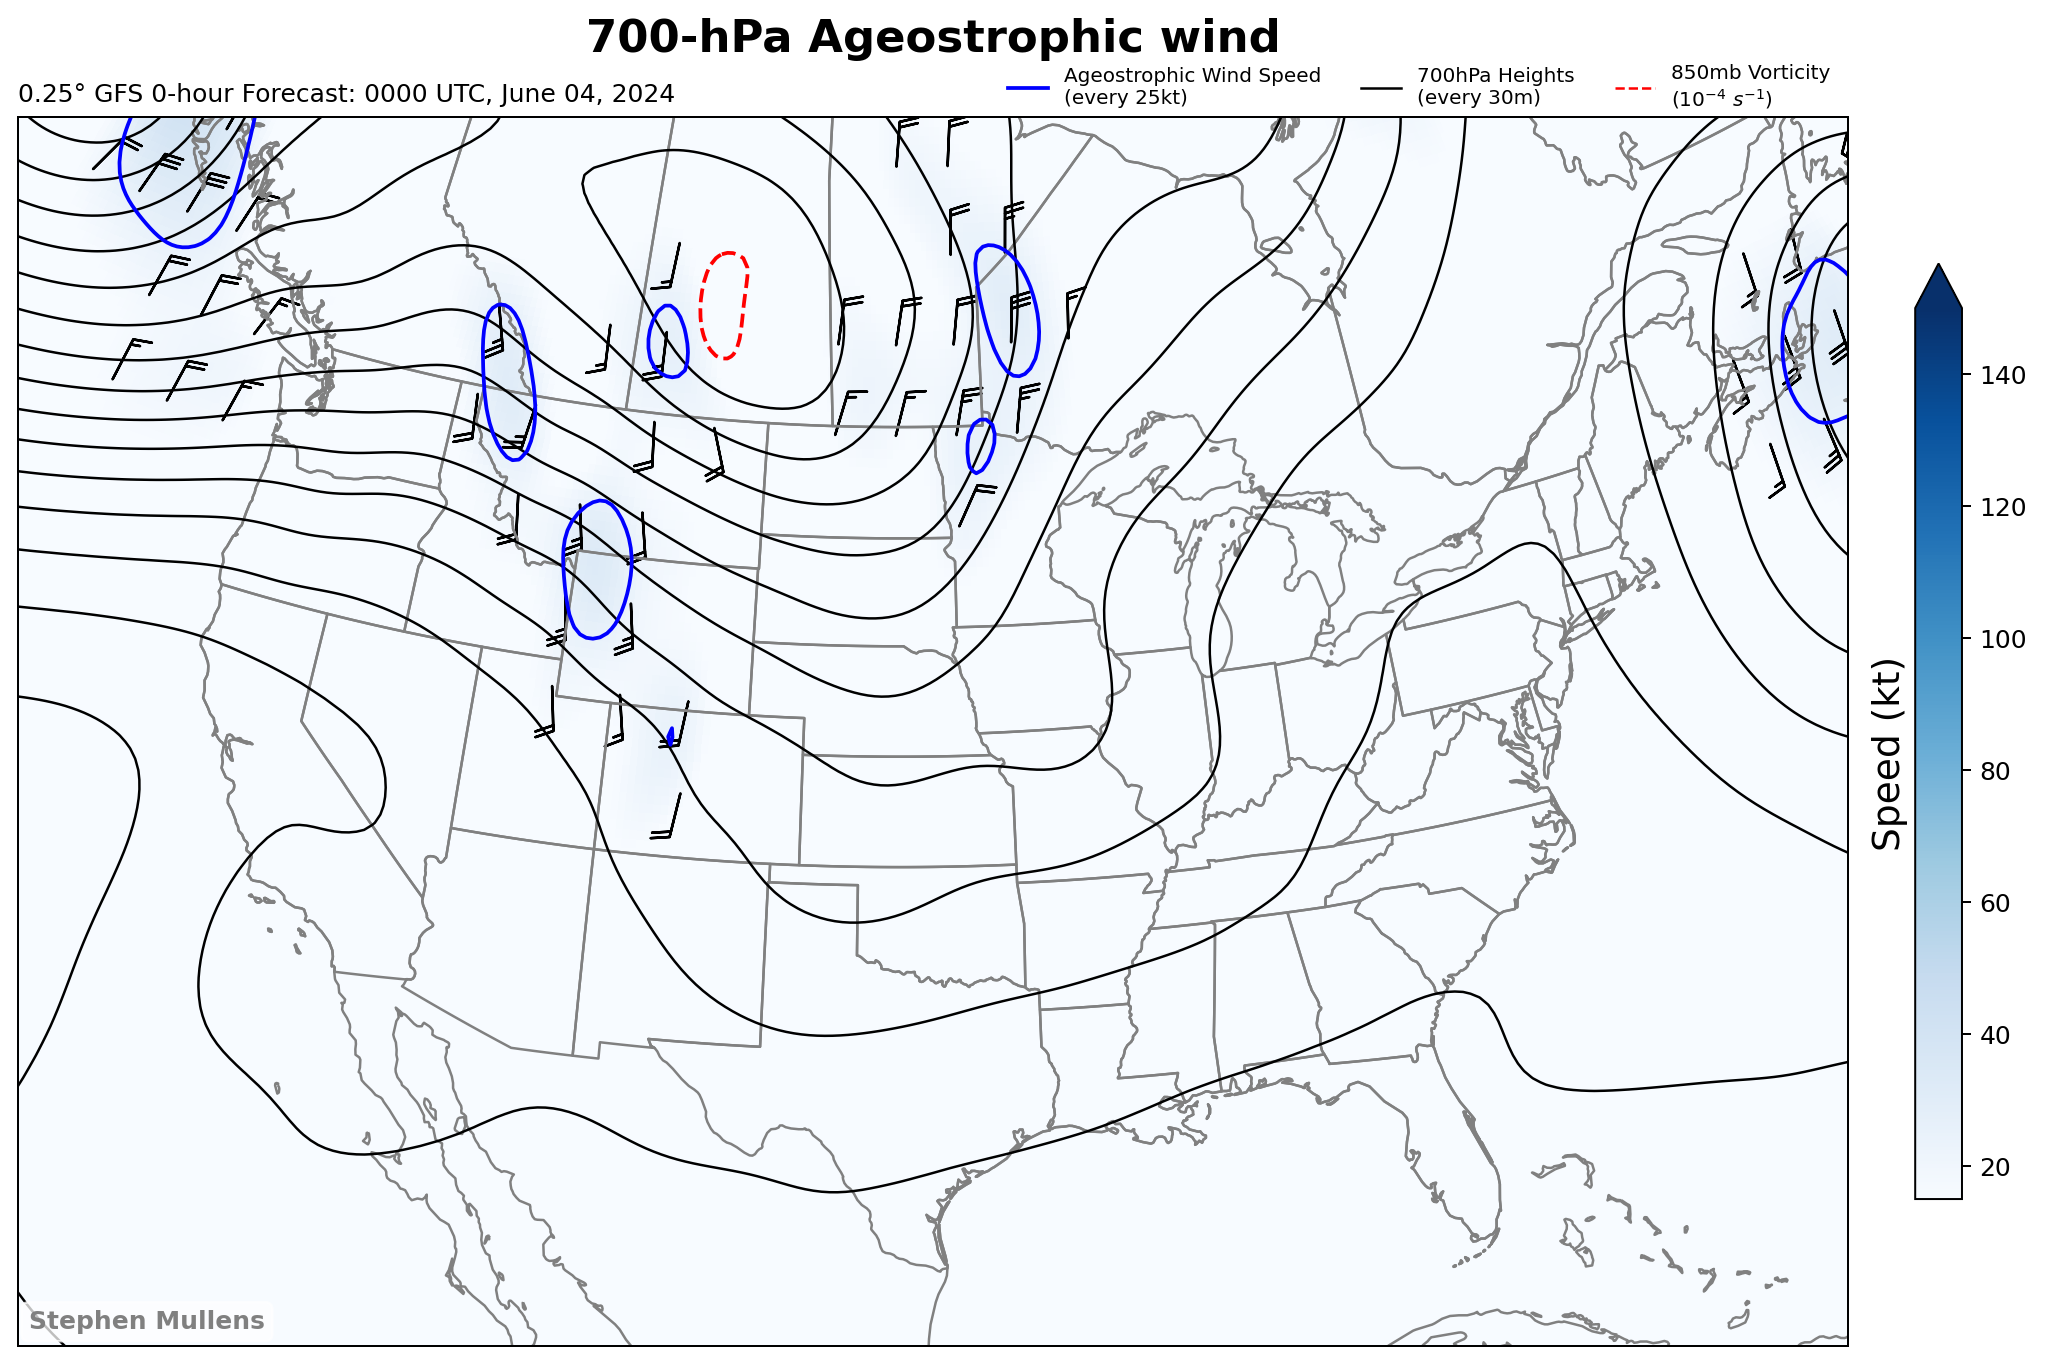 700-hPa Ageostrophic wind
0.25° GFS 0-hour Forecast: 0000 UTC, June 04, 2024
Ageostrophic Wind Speed
(every 25kt)
700hPa Heights
(every 30m)
850mb Vorticity
(10⁻⁴ s⁻¹)
140
120
100
80
60
40
20
Speed (kt)
Stephen Mullens